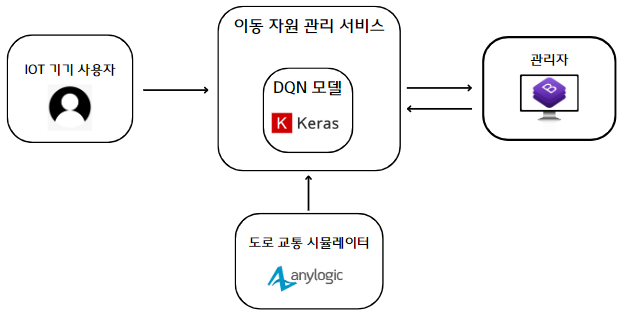 이동 자원 관리 서비스
IOT 기기 사용자
DQN 모델
K Keras
관리자
B
도로 교통 시뮬레이터
anylogic